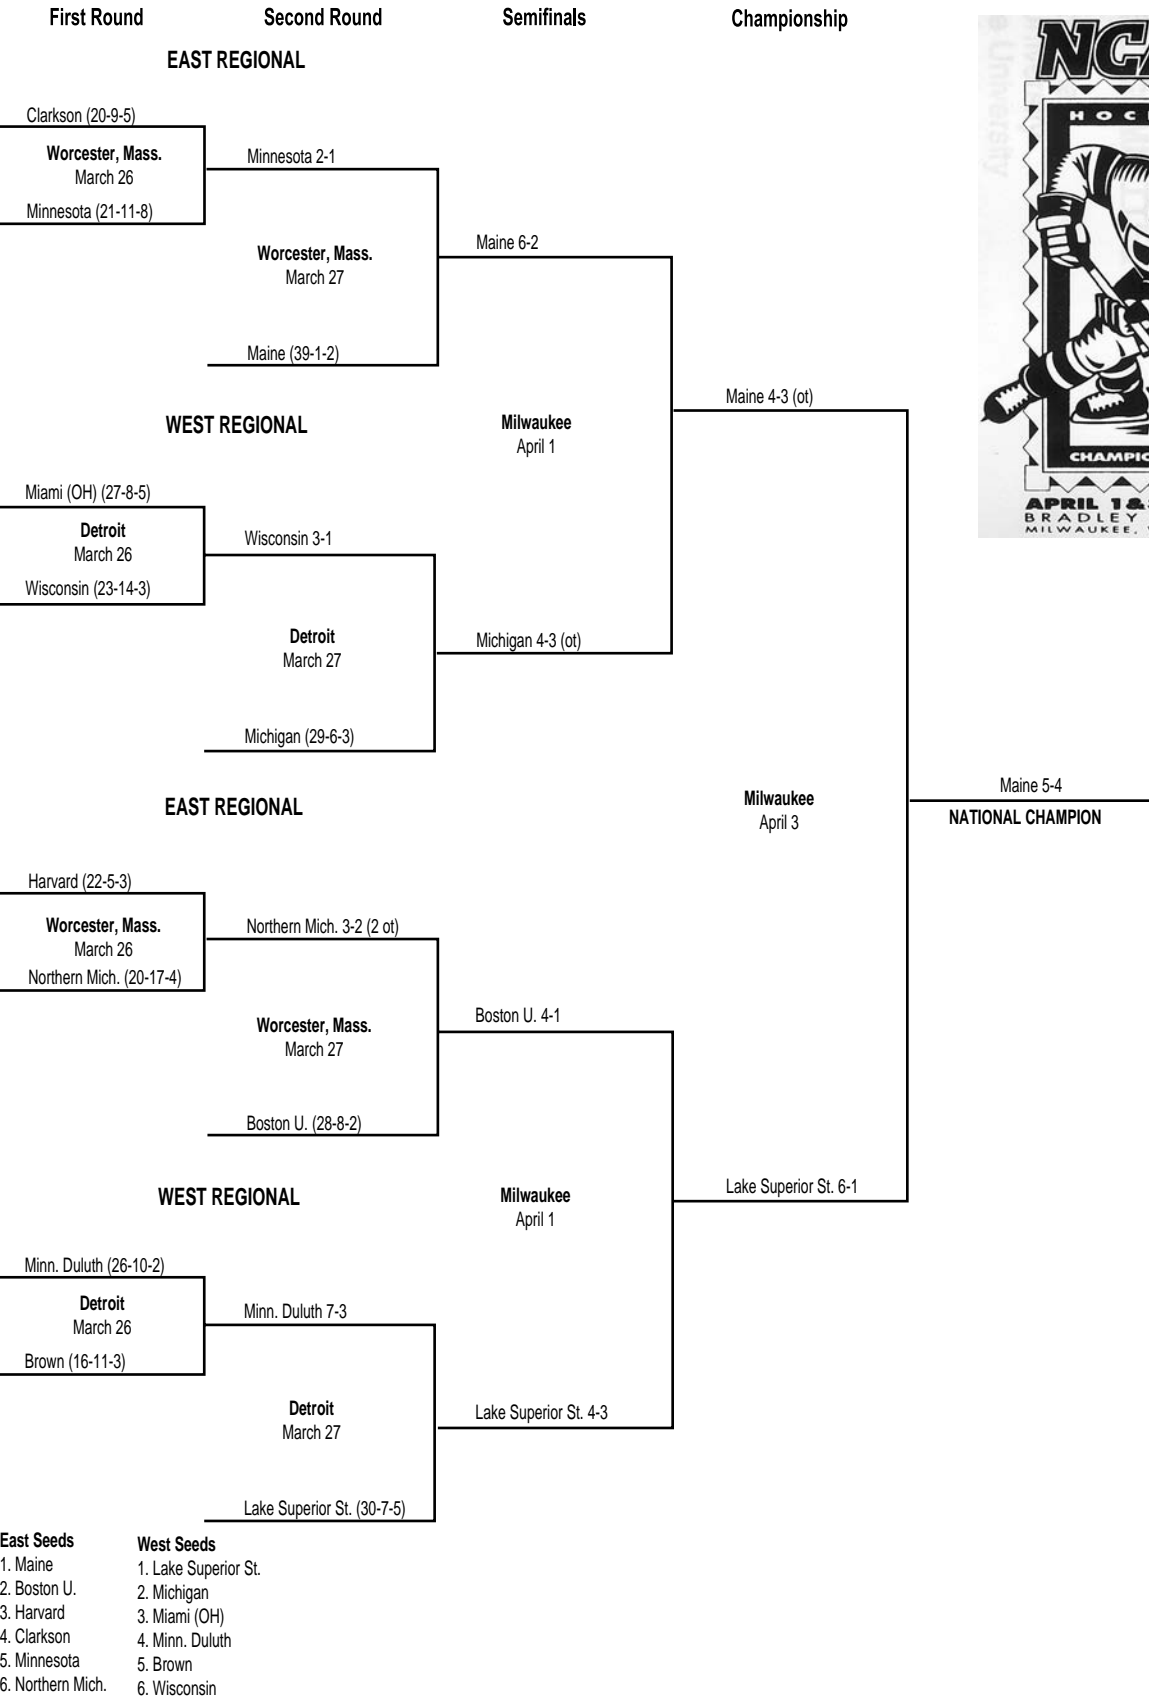 First Round
Second Round
Semifinals
Championship
EAST REGIONAL
Clarkson (20-9-5)
Worcester, Mass.
March 26
Minnesota (21-11-8)
Minnesota 2-1
Worcester, Mass.
March 27
Maine (39-1-2)
Maine 6-2
WEST REGIONAL
Milwaukee
April 1
Maine 4-3 (ot)
Miami (OH) (27-8-5)
Detroit
March 26
Wisconsin (23-14-3)
Wisconsin 3-1
Detroit
March 27
Michigan (29-6-3)
Michigan 4-3 (ot)
EAST REGIONAL
Milwaukee
April 3
Maine 5-4
NATIONAL CHAMPION
Harvard (22-5-3)
Worcester, Mass.
March 26
Northern Mich. (20-17-4)
Northern Mich. 3-2 (2 ot)
Worcester, Mass.
March 27
Boston U. (28-8-2)
Boston U. 4-1
WEST REGIONAL
Milwaukee
April 1
Lake Superior St. 6-1
Minn. Duluth (26-10-2)
Detroit
March 26
Brown (16-11-3)
Minn. Duluth 7-3
Detroit
March 27
Lake Superior St. (30-7-5)
Lake Superior St. 4-3
East Seeds
1. Maine
2. Boston U.
3. Harvard
4. Clarkson
5. Minnesota
6. Northern Mich.
West Seeds
1. Lake Superior St.
2. Michigan
3. Miami (OH)
4. Minn. Duluth
5. Brown
6. Wisconsin
NCA
HOC
CHAMPIO
APRIL 1 &
BRADLEY
MILWAUKEE,